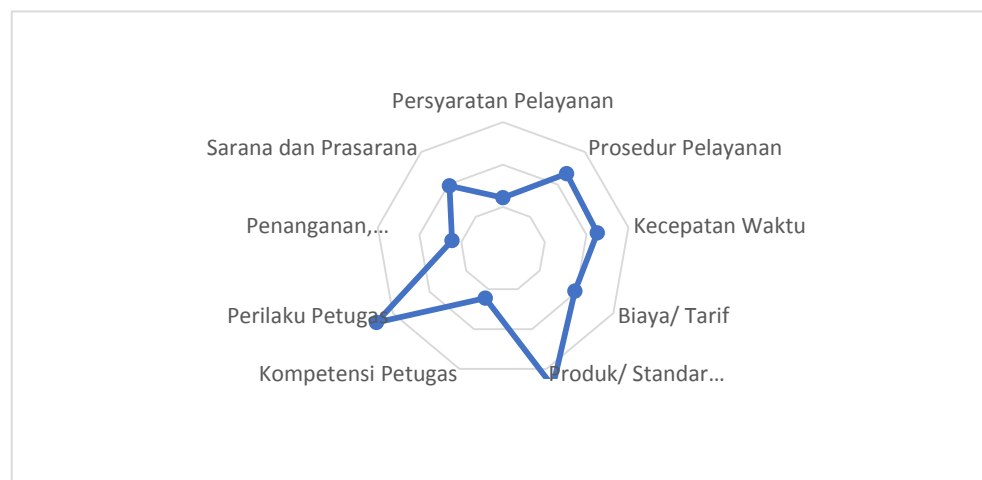 Persyaratan Pelayanan
Prosedur Pelayanan
Kecepatan Waktu
Biaya/ Tarif
Produk/ Standar...
Kompetensi Petugas
Perilaku Petugas
Penanganan,...
Sarana dan Prasarana